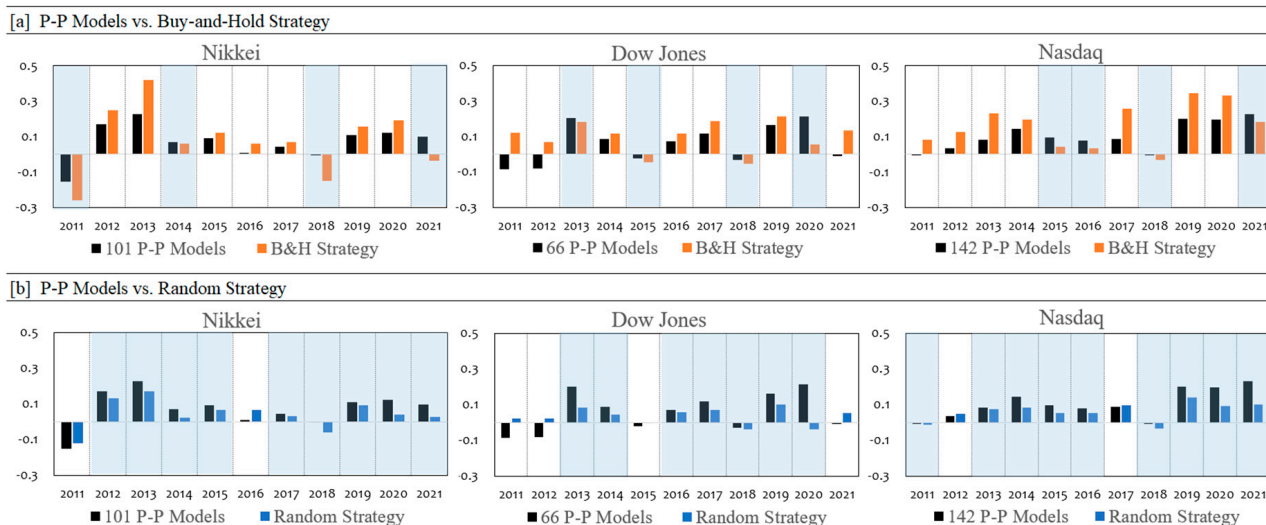 [a] P-P Models vs. Buy-and-Hold Strategy
Nikkei Dow Jones Nasdaq
0.5 0.5 0.5
0.3 0.3 0.3
0.1 0.1 0.1
-0.1 -0.1 -0.1
-0.3 -0.3 -0.3
2011 2012 2013 2014 2015 2016 2017 2018 2019 2020 2021 2011 2012 2013 2014 2015 2016 2017 2018 2019 2020 2021 2011 2012 2013 2014 2015 2016 2017 2018 2019 2020 2021
101 P-P Models B&H Strategy 66 P-P Models B&H Strategy 142 P-P Models B&H Strategy
[b] P-P Models vs. Random Strategy
Nikkei Dow Jones Nasdaq
0.5 0.5 0.5
0.3 0.3 0.3
0.1 0.1 0.1
-0.1 -0.1 -0.1
-0.3 -0.3 -0.3
2011 2012 2013 2014 2015 2016 2017 2018 2019 2020 2021 2011 2012 2013 2014 2015 2016 2017 2018 2019 2020 2021 2011 2012 2013 2014 2015 2016 2017 2018 2019 2020 2021
101 P-P Models Random Strategy 66 P-P Models Random Strategy 142 P-P Models Random Strategy